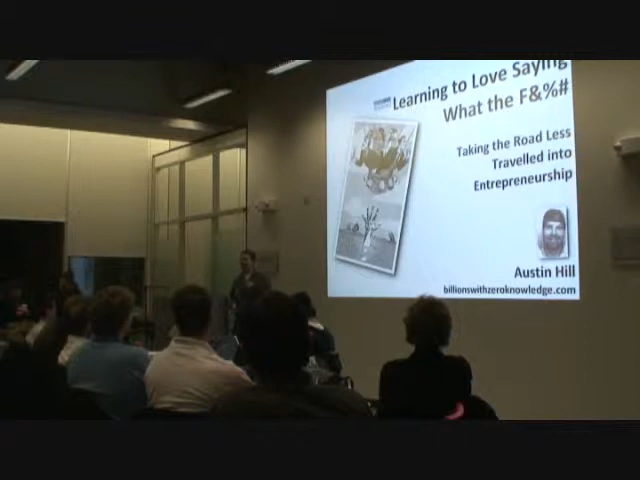 Learning to Love Saying
What the F&%#
Taking the Road Less
Travelled into
Entrepreneurship
Austin Hill
billionswithzeroknowledge.com